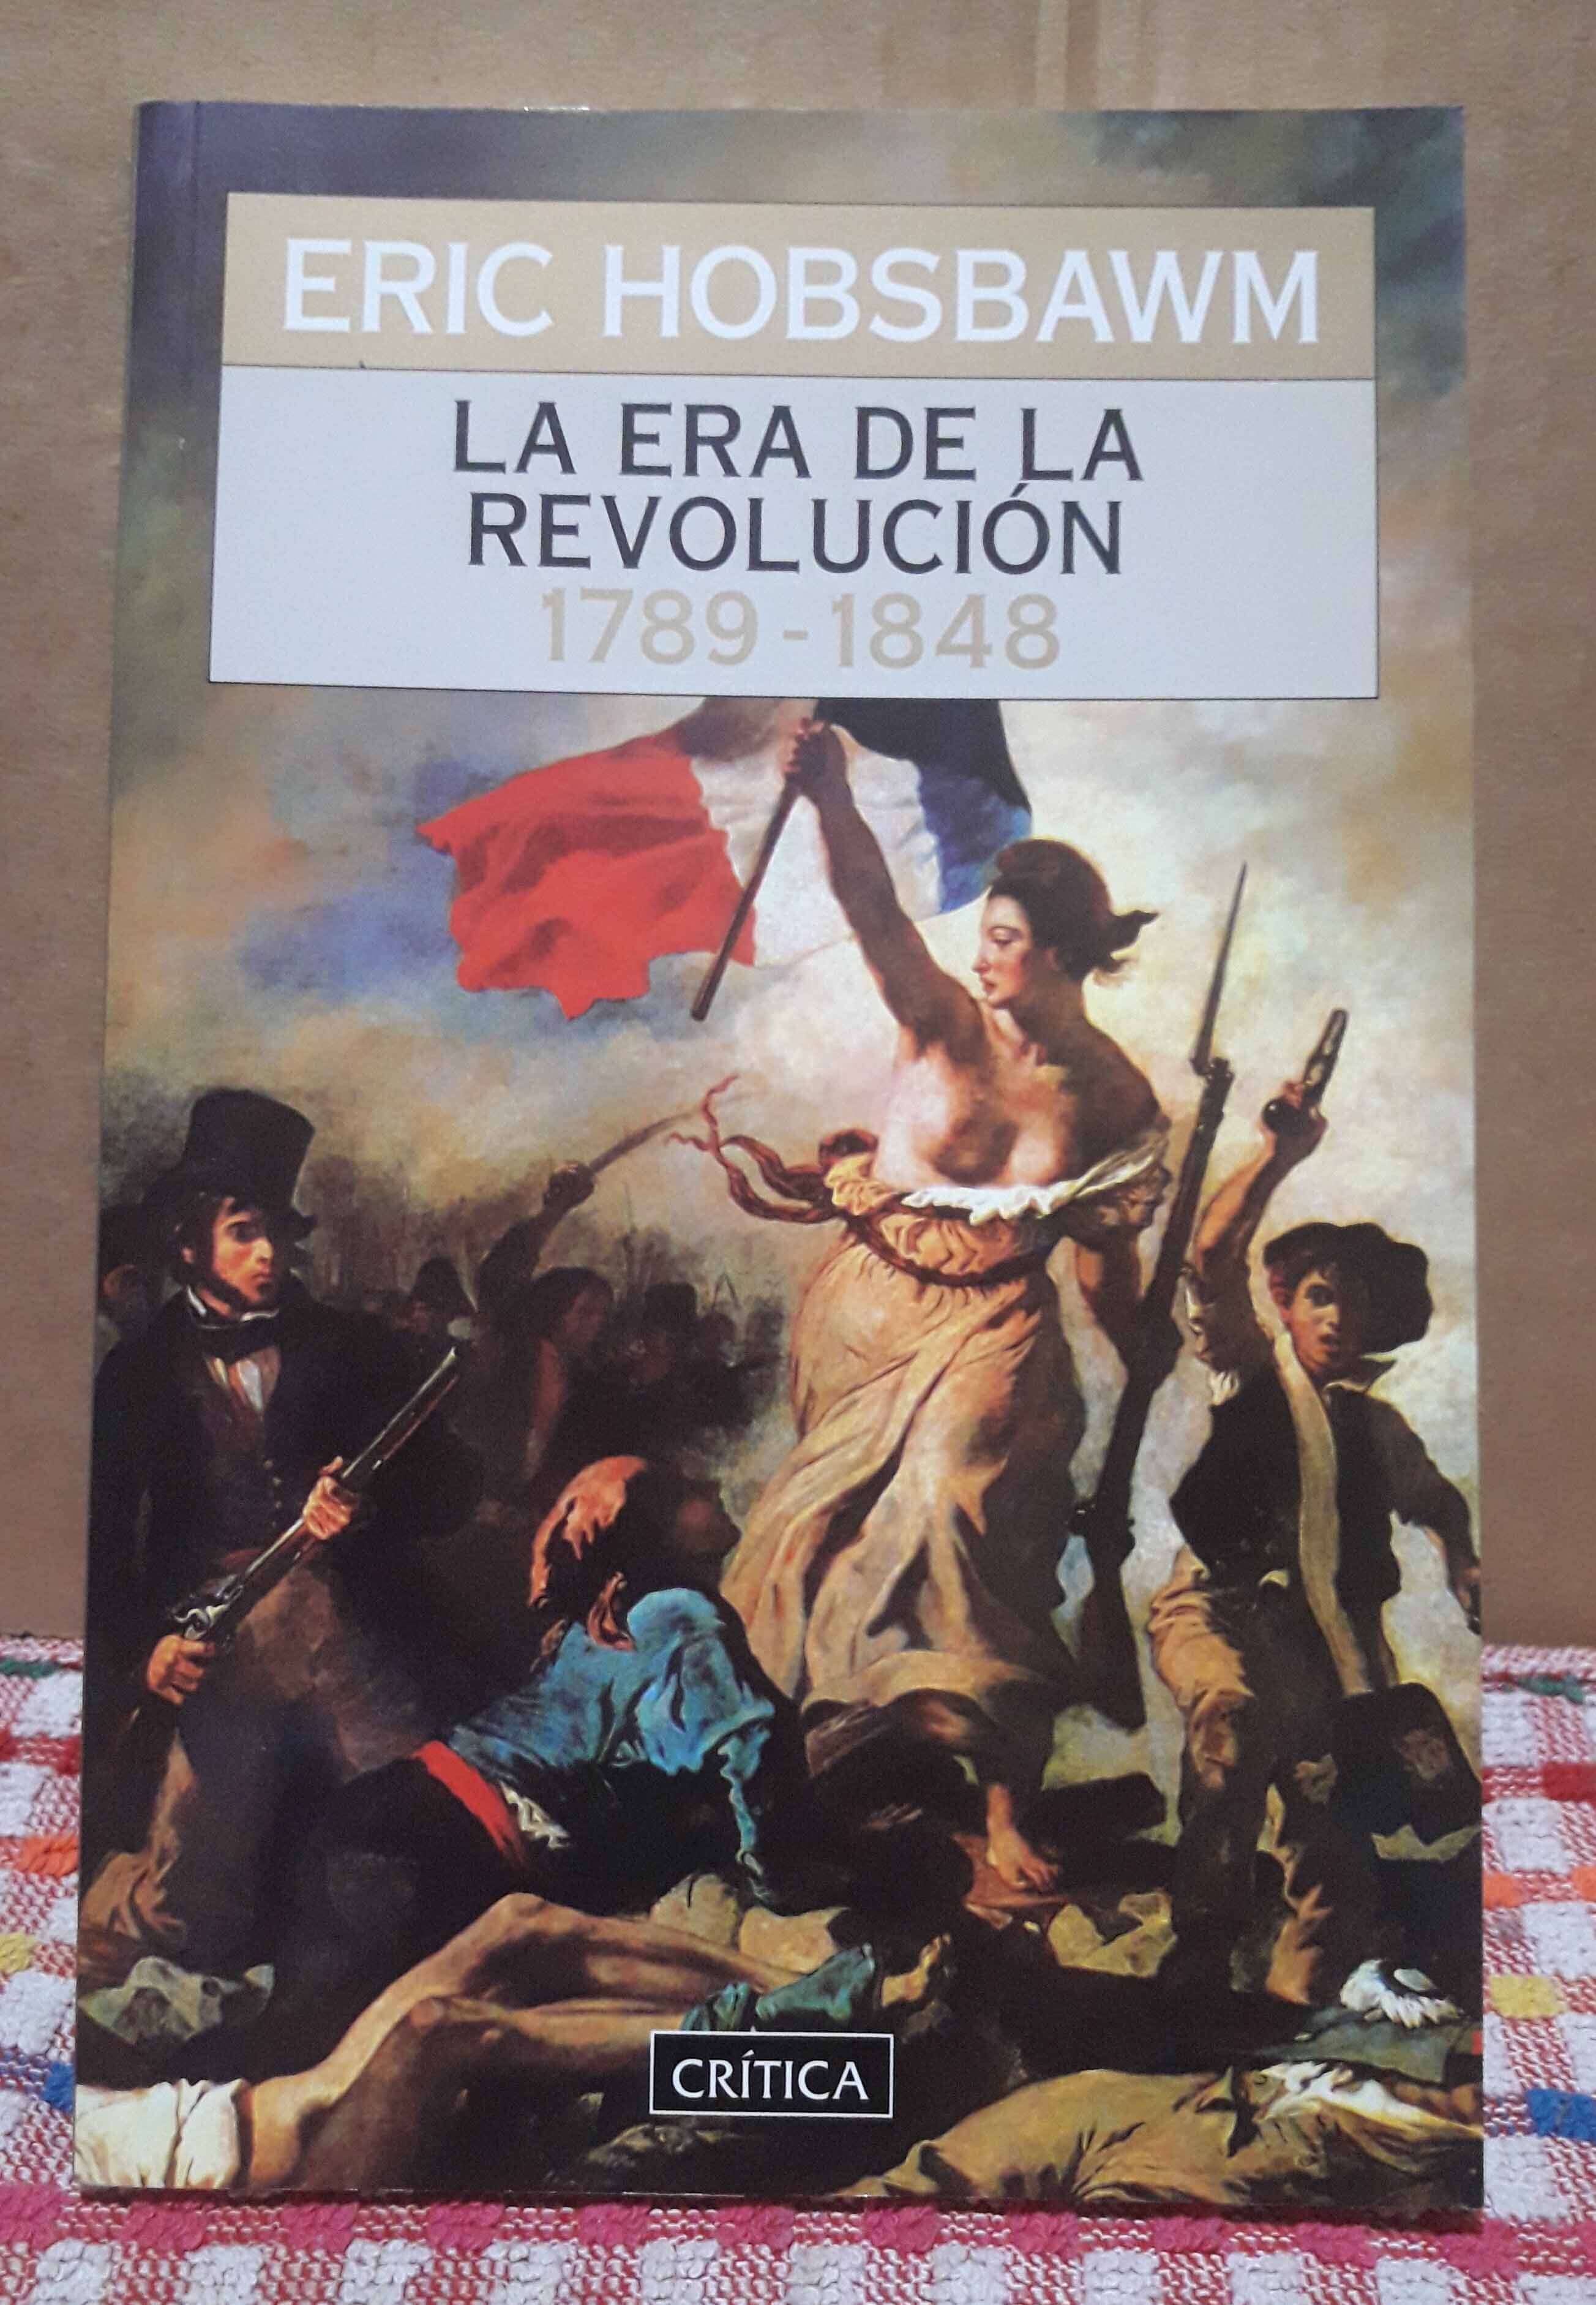 ERIC HOBSBAWM
LA ERA DE LA
REVOLUCIÓN
1789 - 1848
CRÍTICA